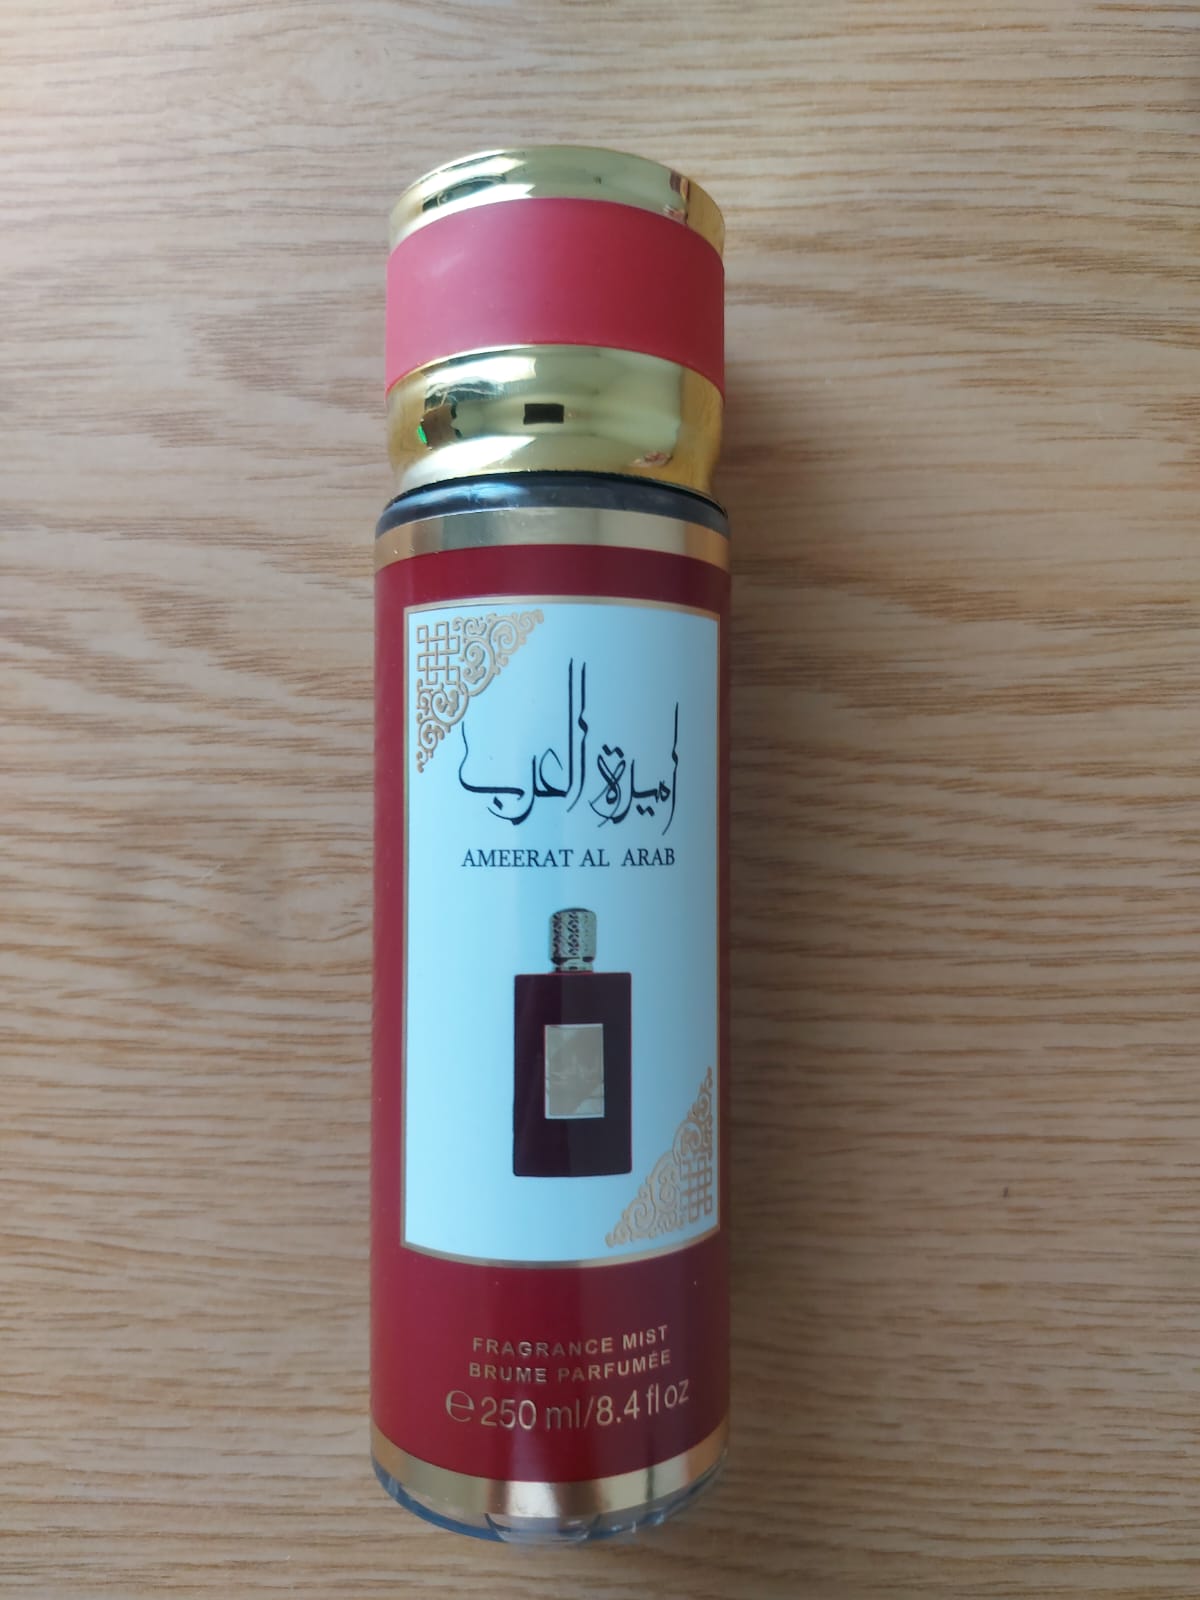 اميرة العرب
AMEERAT AL ARAB
FRAGRANCE MIST
BRUME PARFUMÉE
℮ 250 ml/8.4 fl oz